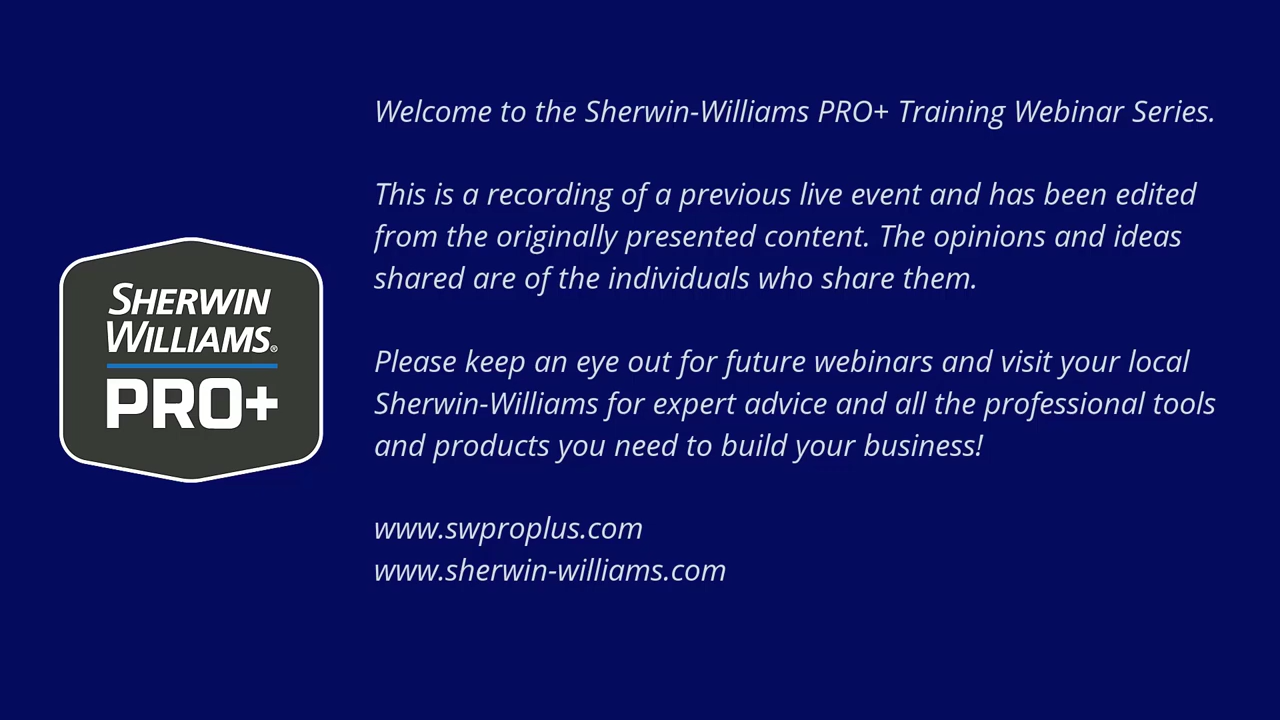 Welcome to the Sherwin-Williams PRO+ Training Webinar Series.
This is a recording of a previous live event and has been edited
from the originally presented content. The opinions and ideas
shared are of the individuals who share them.
SHERWIN
WILLIAMS®
PRO+
Please keep an eye out for future webinars and visit your local
Sherwin-Williams for expert advice and all the professional tools
and products you need to build your business!
www.swproplus.com
www.sherwin-williams.com